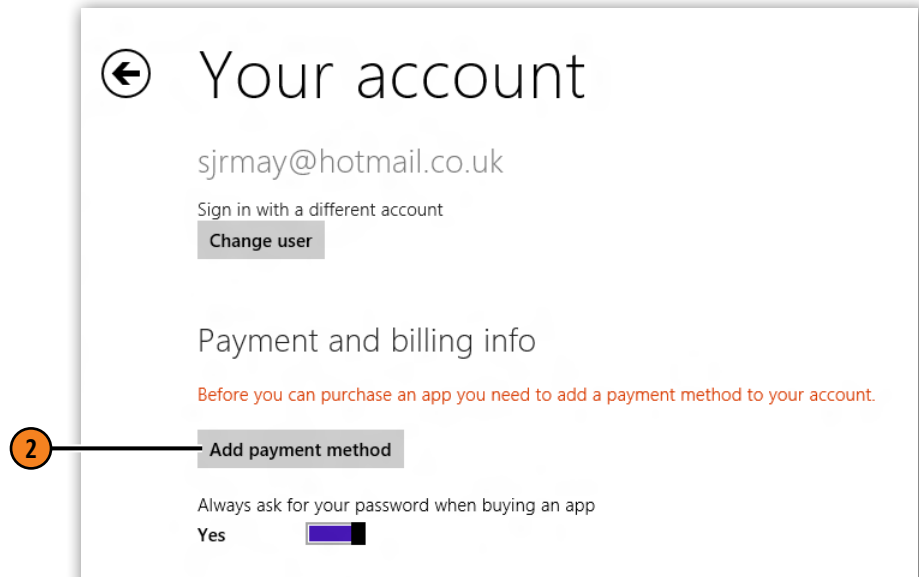 Your account
sjrmay@hotmail.co.uk
Sign in with a different account
Change user
Payment and billing info
Before you can purchase an app you need to add a payment method to your account.
2
Add payment method
Always ask for your password when buying an app
Yes